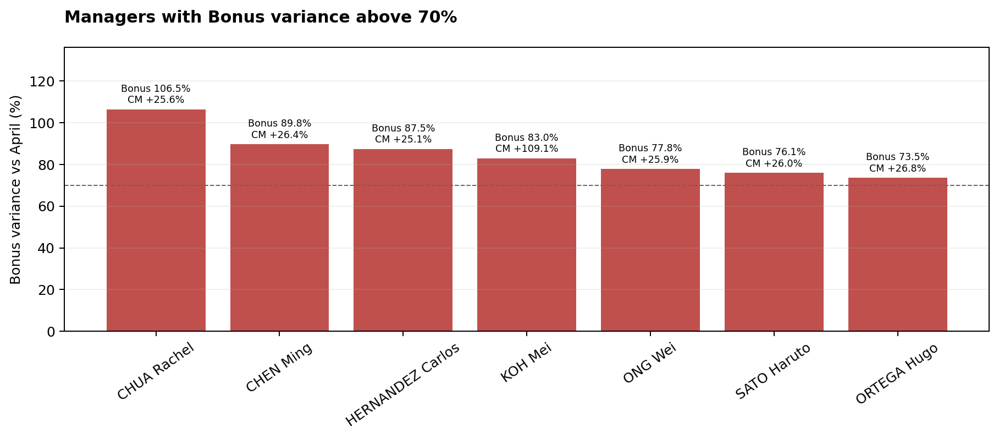 Managers with Bonus variance above 70%
Bonus variance vs April (%)
120
100
80
60
40
20
0
Bonus 106.5%
CM +25.6%
Bonus 89.8%
CM +26.4%
Bonus 87.5%
CM +25.1%
Bonus 83.0%
CM +109.1%
Bonus 77.8%
CM +25.9%
Bonus 76.1%
CM +26.0%
Bonus 73.5%
CM +26.8%
CHUA Rachel
CHEN Ming
HERNANDEZ Carlos
KOH Mei
ONG Wei
SATO Haruto
ORTEGA Hugo